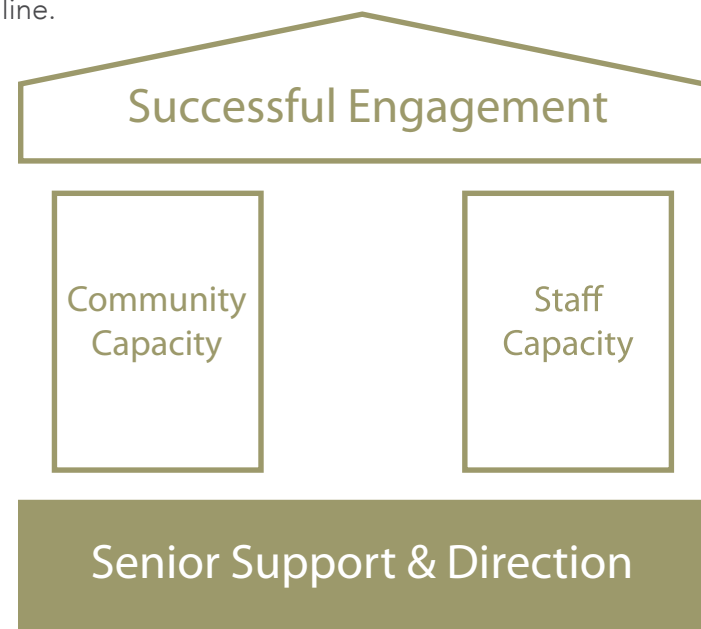 line.
Successful Engagement
Community
Capacity
Staff
Capacity
Senior Support & Direction